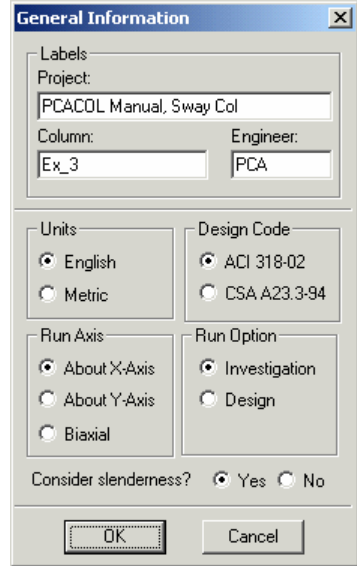 General Information
Labels
Project:
PCACOL Manual, Sway Col
Column: Engineer:
Ex_3 PCA
Units Design Code
English ACI 318-02
Metric CSA A23.3-94
Run Axis Run Option
About X-Axis Investigation
About Y-Axis Design
Biaxial
Consider slenderness? Yes No
OK Cancel